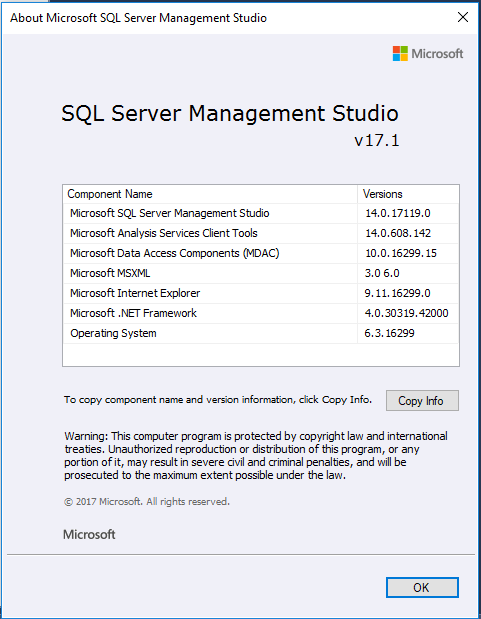 About Microsoft SQL Server Management Studio
Microsoft
SQL Server Management Studio
v17.1
Component Name Versions
Microsoft SQL Server Management Studio 14.0.17119.0
Microsoft Analysis Services Client Tools 14.0.608.142
Microsoft Data Access Components (MDAC) 10.0.16299.15
Microsoft MSXML 3.0 6.0
Microsoft Internet Explorer 9.11.16299.0
Microsoft .NET Framework 4.0.30319.42000
Operating System 6.3.16299
To copy component name and version information, click Copy Info. Copy Info
Warning: This computer program is protected by copyright law and international
treaties. Unauthorized reproduction or distribution of this program, or any
portion of it, may result in severe civil and criminal penalties, and will be
prosecuted to the maximum extent possible under the law.
© 2017 Microsoft. All rights reserved.
Microsoft
OK